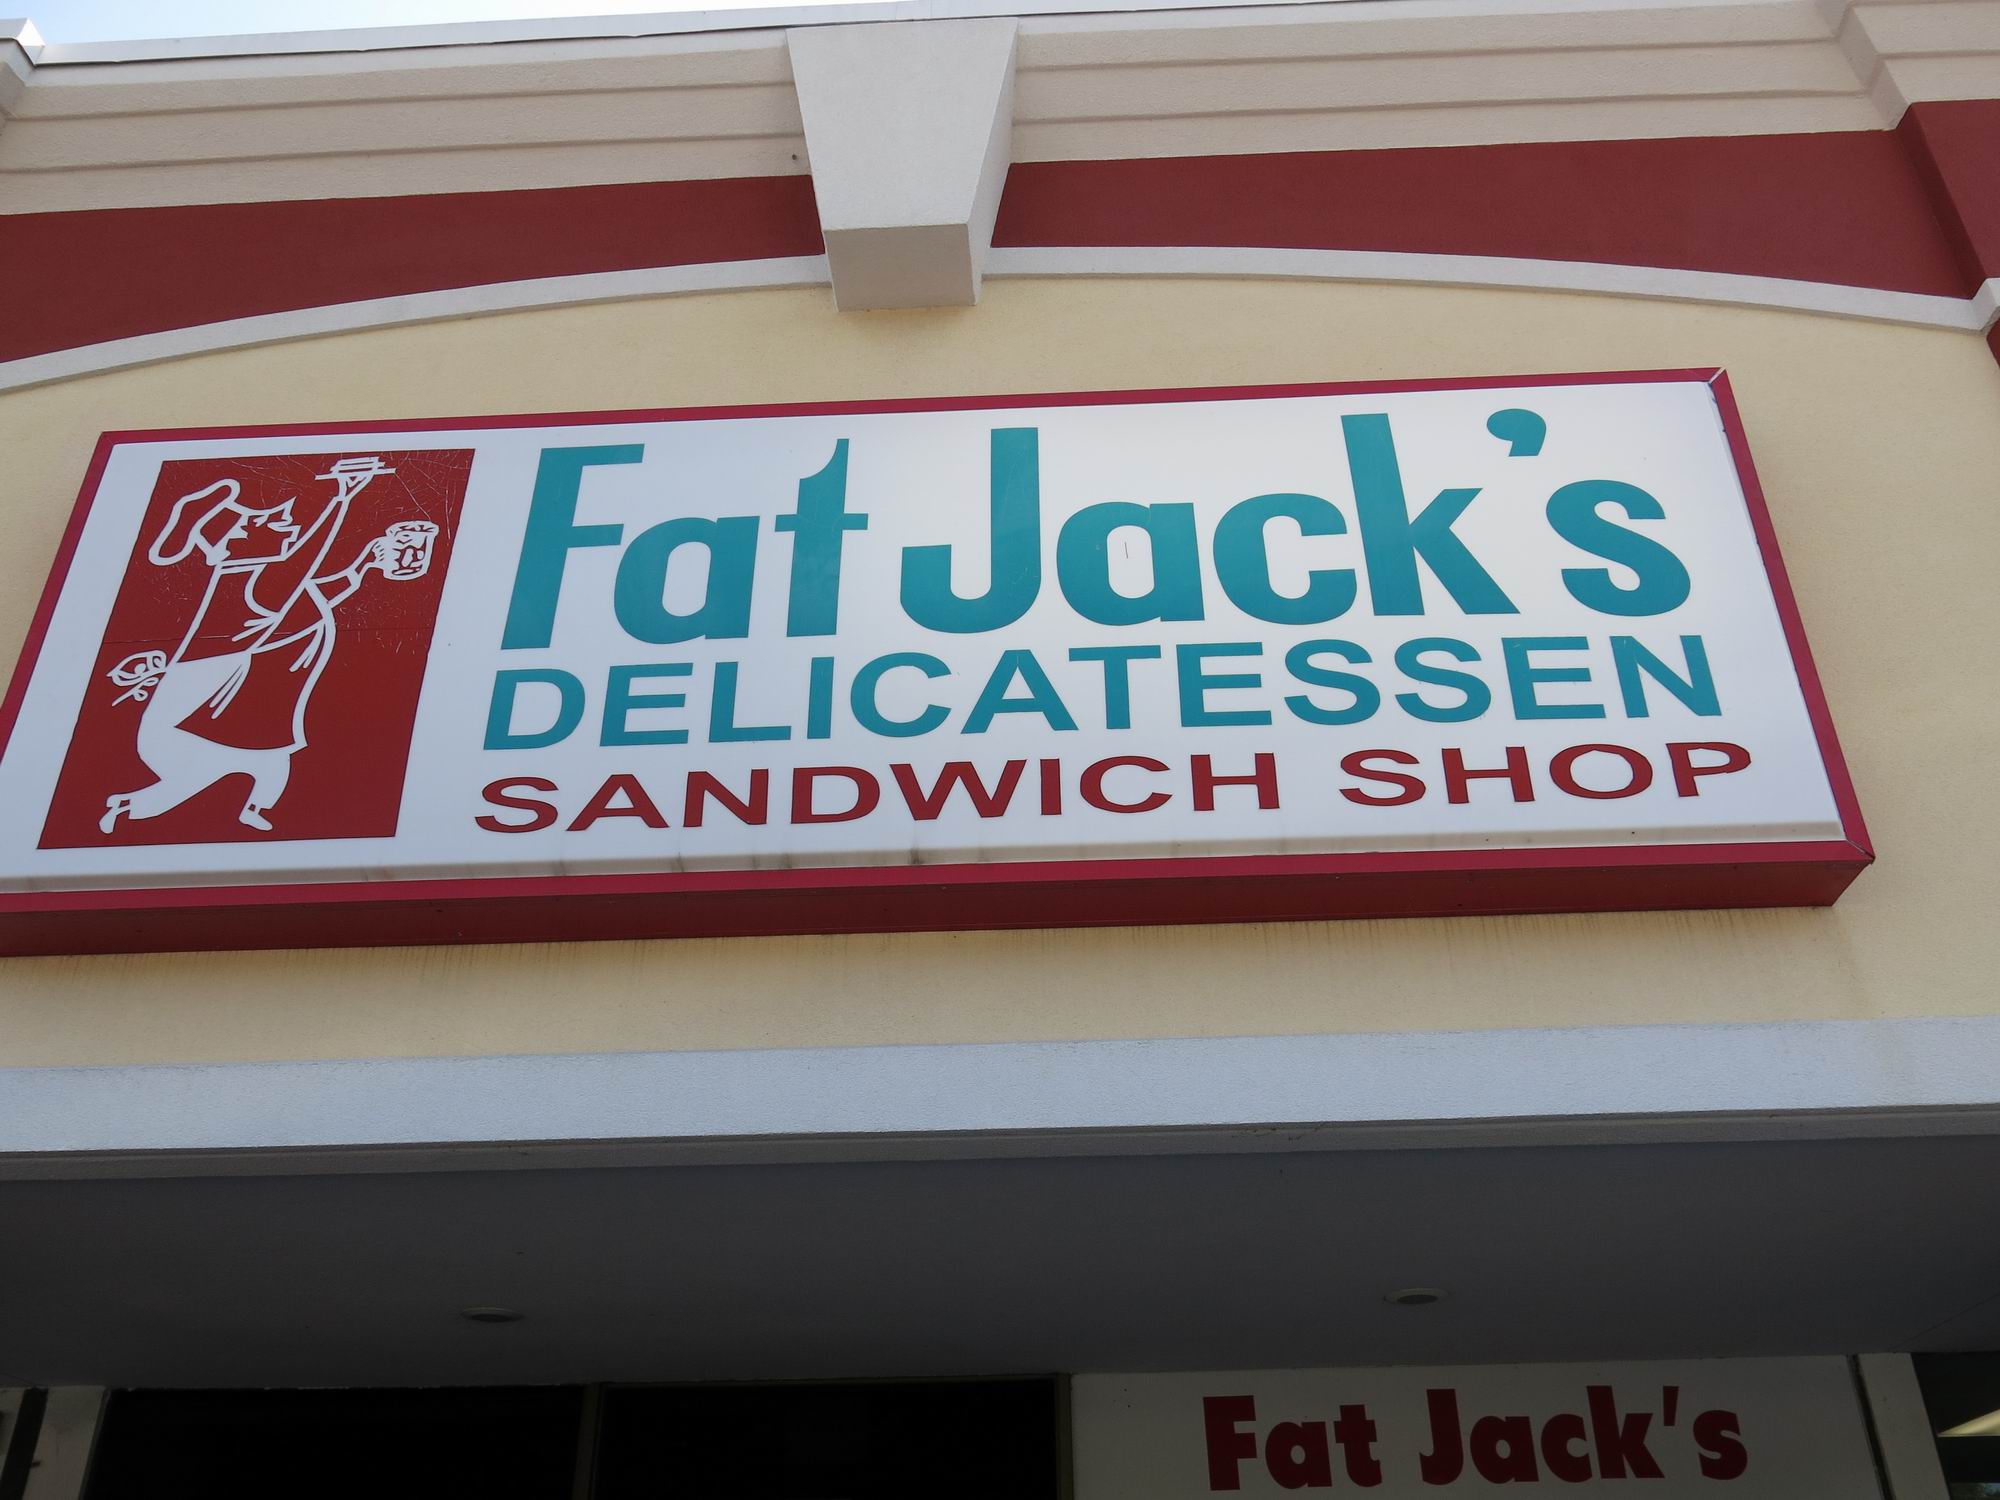 Fat Jack's
DELICATESSEN
SANDWICH SHOP
Fat Jack's